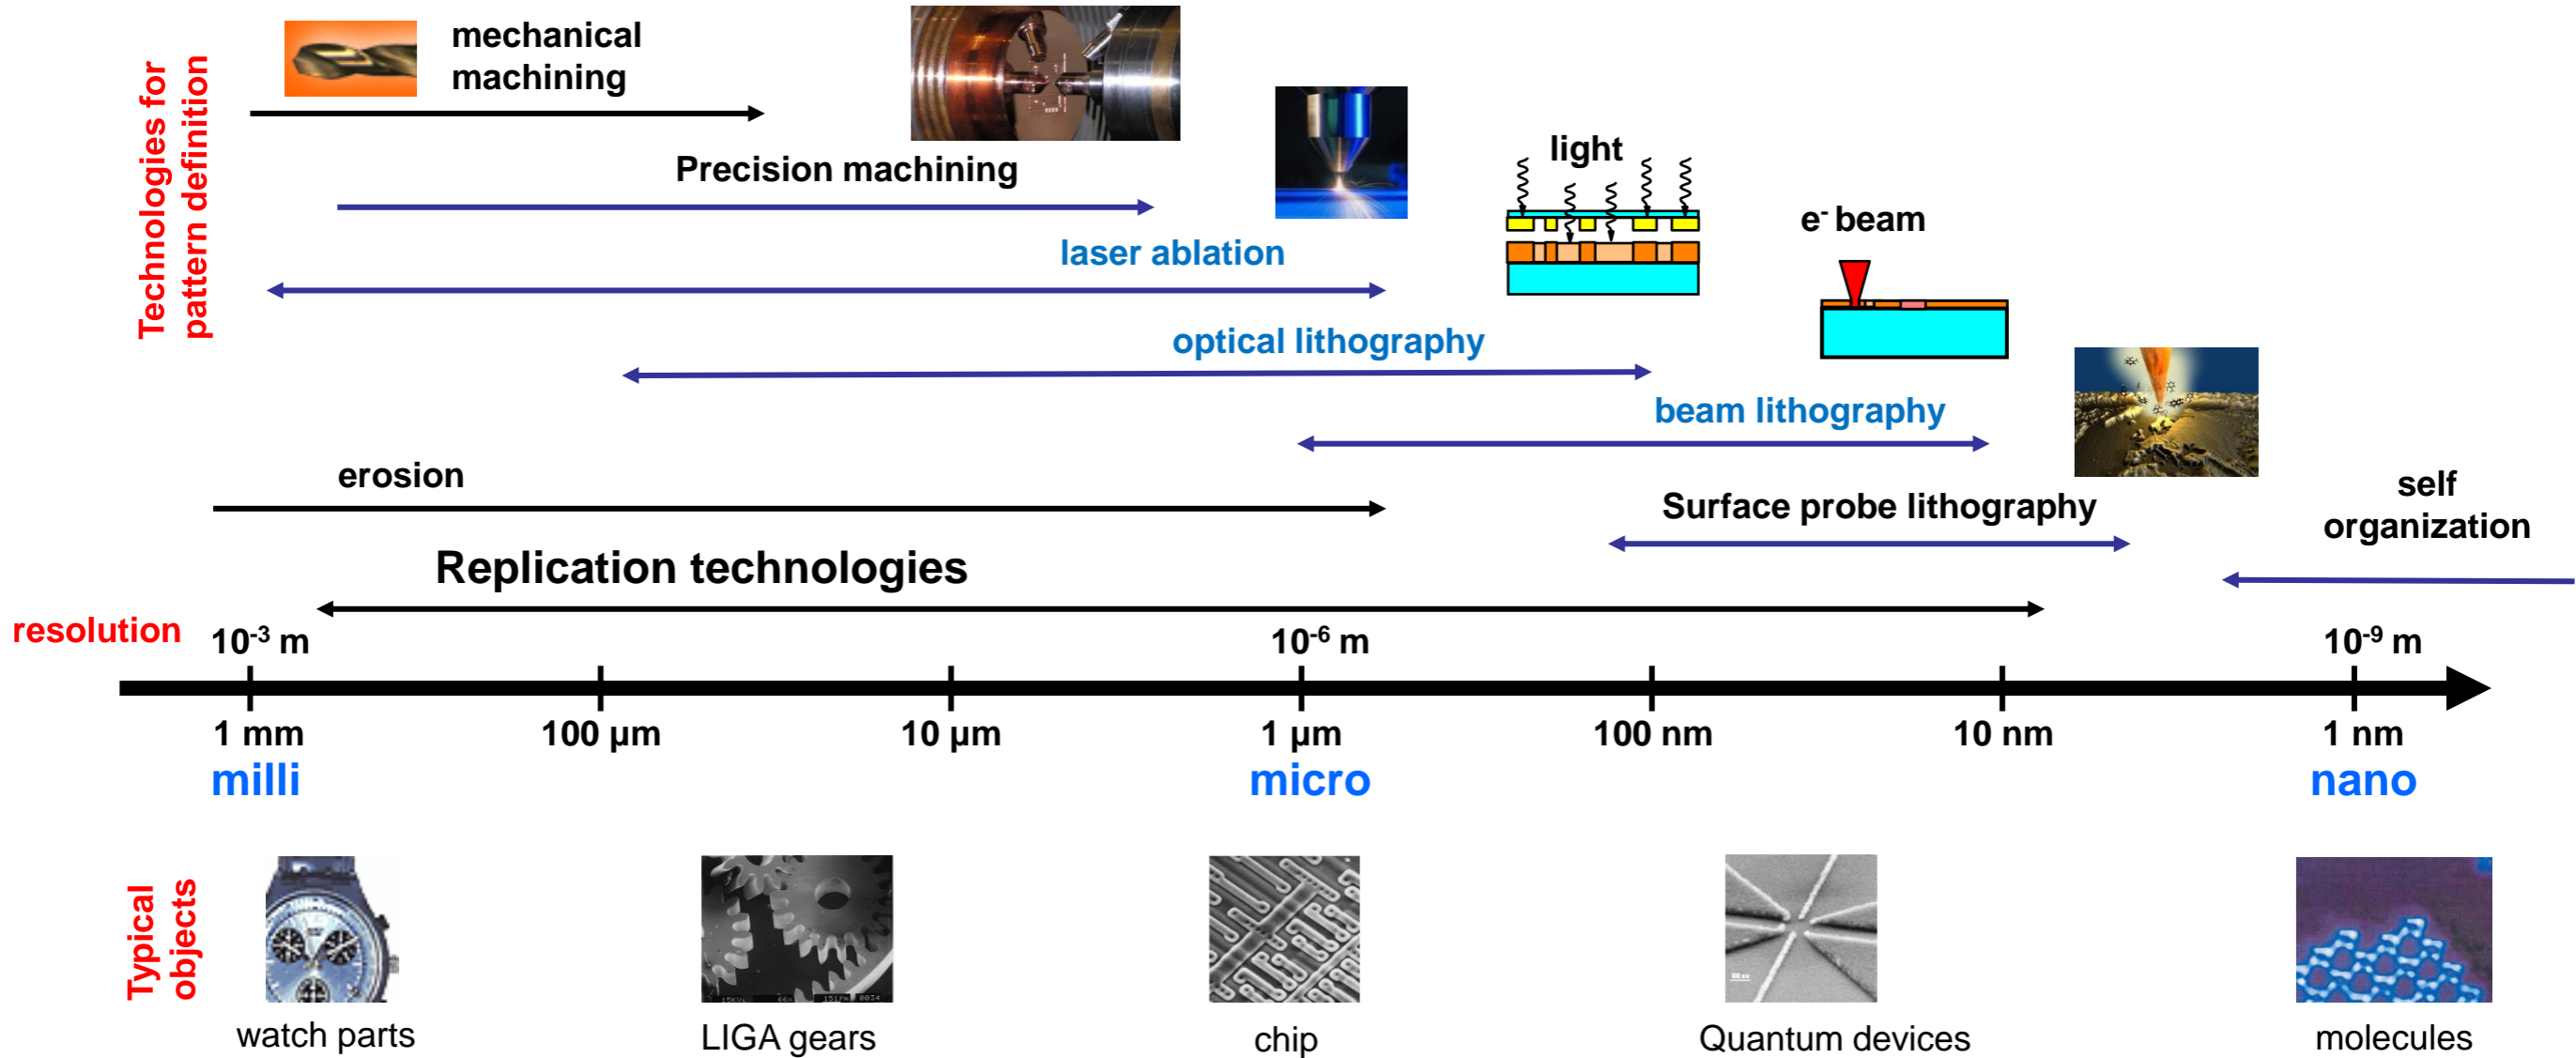 Technologies for
pattern definition
mechanical
machining
Precision machining
light
laser ablation
e- beam
optical lithography
beam lithography
erosion
Surface probe lithography
self
organization
Replication technologies
resolution
10-3 m
10-6 m
10-9 m
1 mm
100 µm
10 µm
1 µm
100 nm
10 nm
1 nm
milli
micro
nano
Typical
objects
watch parts
LIGA gears
chip
Quantum devices
molecules